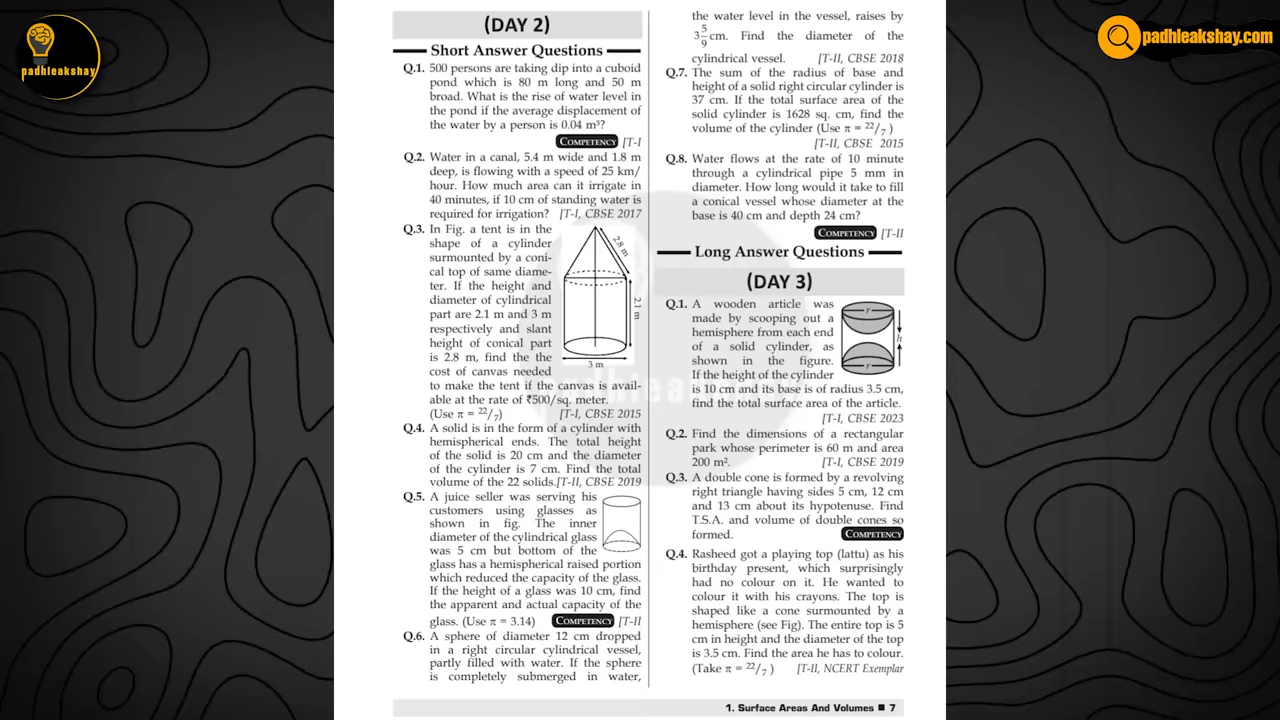 padhleakshay
padhleakshay.com
(DAY 2)
Short Answer Questions
Q.1. 500 persons are taking dip into a cuboid
pond which is 80 m long and 50 m
broad. What is the rise of water level in
the pond if the average displacement of
the water by a person is 0.04 m³?
COMPETENCY [T-I
Q.2. Water in a canal, 5.4 m wide and 1.8 m
deep, is flowing with a speed of 25 km/
hour. How much area can it irrigate in
40 minutes, if 10 cm of standing water is
required for irrigation? [T-I, CBSE 2017
Q.3. In Fig. a tent is in the
shape of a cylinder
surmounted by a coni-
cal top of same diame-
ter. If the height and
diameter of cylindrical
part are 2.1 m and 3 m
respectively and slant
height of conical part
is 2.8 m, find the the
cost of canvas needed
to make the tent if the canvas is avail-
able at the rate of ₹500/sq. meter.
(Use π = 22/7) [T-I, CBSE 2015
2.8 m
2.1 m
3 m
Q.4. A solid is in the form of a cylinder with
hemispherical ends. The total height
of the solid is 20 cm and the diameter
of the cylinder is 7 cm. Find the total
volume of the 22 solids.[T-II, CBSE 2019
Q.5. A juice seller was serving his
customers using glasses as
shown in fig. The inner
diameter of the cylindrical glass
was 5 cm but bottom of the
glass has a hemispherical raised portion
which reduced the capacity of the glass.
If the height of a glass was 10 cm, find
the apparent and actual capacity of the
glass. (Use π = 3.14) COMPETENCY [T-II
Q.6. A sphere of diameter 12 cm dropped
in a right circular cylindrical vessel,
partly filled with water. If the sphere
is completely submerged in water,
the water level in the vessel, raises by
3 5/9 cm. Find the diameter of the
cylindrical vessel. [T-II, CBSE 2018
Q.7. The sum of the radius of base and
height of a solid right circular cylinder is
37 cm. If the total surface area of the
solid cylinder is 1628 sq. cm, find the
volume of the cylinder (Use π = 22/7 )
[T-II, CBSE 2015
Q.8. Water flows at the rate of 10 minute
through a cylindrical pipe 5 mm in
diameter. How long would it take to fill
a conical vessel whose diameter at the
base is 40 cm and depth 24 cm?
COMPETENCY [T-II
Long Answer Questions
(DAY 3)
Q.1. A wooden article was
made by scooping out a
hemisphere from each end
of a solid cylinder, as
shown in the figure.
If the height of the cylinder
is 10 cm and its base is of radius 3.5 cm,
find the total surface area of the article.
[T-I, CBSE 2023
r
h
r
Q.2. Find the dimensions of a rectangular
park whose perimeter is 60 m and area
200 m². [T-I, CBSE 2019
Q.3. A double cone is formed by a revolving
right triangle having sides 5 cm, 12 cm
and 13 cm about its hypotenuse. Find
T.S.A. and volume of double cones so
formed. COMPETENCY
Q.4. Rasheed got a playing top (lattu) as his
birthday present, which surprisingly
had no colour on it. He wanted to
colour it with his crayons. The top is
shaped like a cone surmounted by a
hemisphere (see Fig). The entire top is 5
cm in height and the diameter of the top
is 3.5 cm. Find the area he has to colour.
(Take π = 22/7 ) [T-II, NCERT Exemplar
1. Surface Areas And Volumes ■ 7